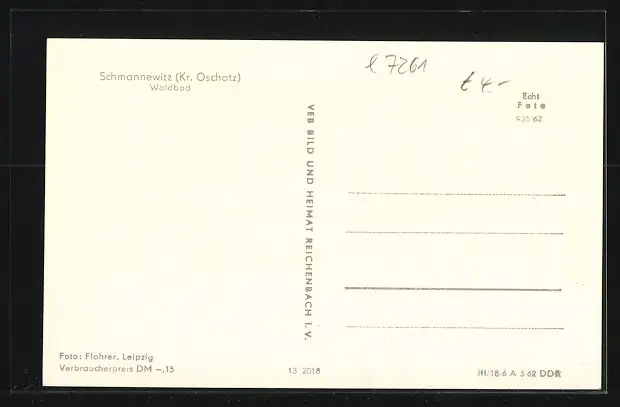 Schmannewitz (Kr. Oschatz)
Waldbad
l 7261
€ 4.-
Echt
Foto
935/62
VEB BILD UND HEIMAT REICHENBACH I. V.
Foto: Flohrer, Leipzig
Verbraucherpreis DM -,15
13 2018
III/18/6 A 3/62 DDR